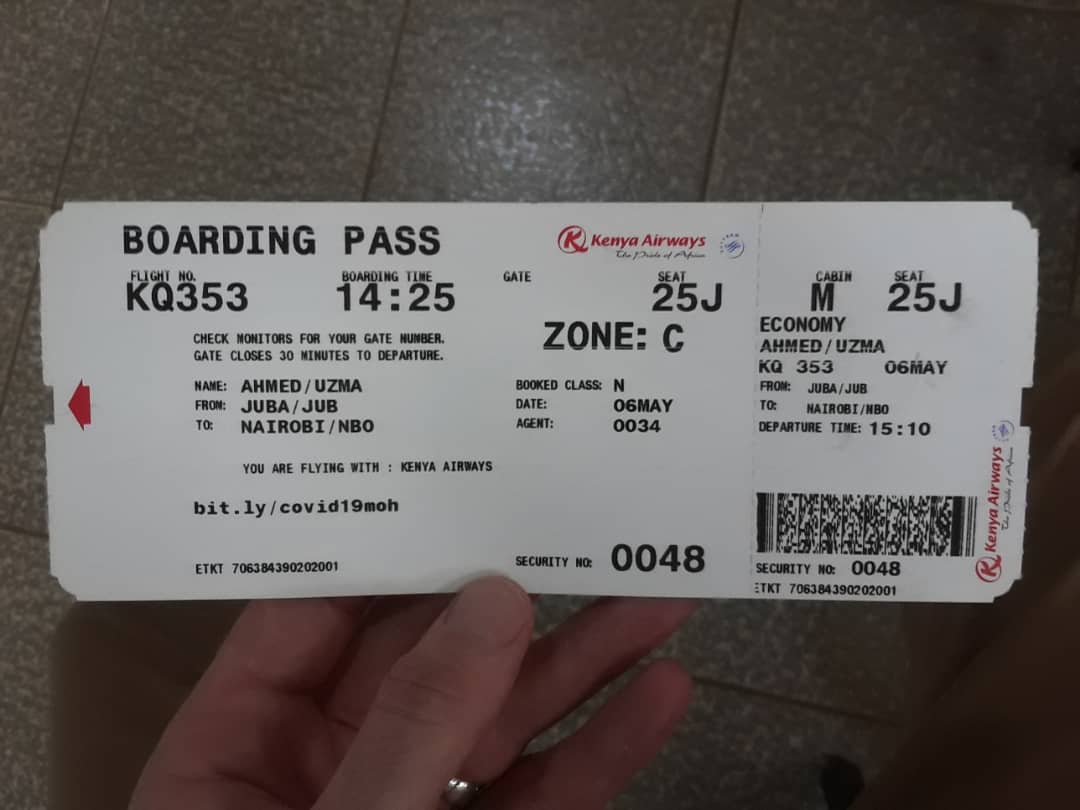 BOARDING PASS
Kenya Airways
The Pride of Africa
FLIGHT NO.
BOARDING TIME
GATE
SEAT
KQ353
14:25
25J
CHECK MONITORS FOR YOUR GATE NUMBER.
GATE CLOSES 30 MINUTES TO DEPARTURE.
ZONE: C
NAME: AHMED/UZMA
FROM: JUBA/JUB
TO: NAIROBI/NBO
BOOKED CLASS: N
DATE: 06MAY
AGENT: 0034
YOU ARE FLYING WITH : KENYA AIRWAYS
bit.ly/covid19moh
ETKT 706384390202001
SECURITY NO: 0048
CABIN
SEAT
M
25J
ECONOMY
AHMED/UZMA
KQ 353 06MAY
FROM: JUBA/JUB
TO: NAIROBI/NBO
DEPARTURE TIME: 15:10
SECURITY NO: 0048
ETKT 706384390202001
Kenya Airways
The Pride of Africa